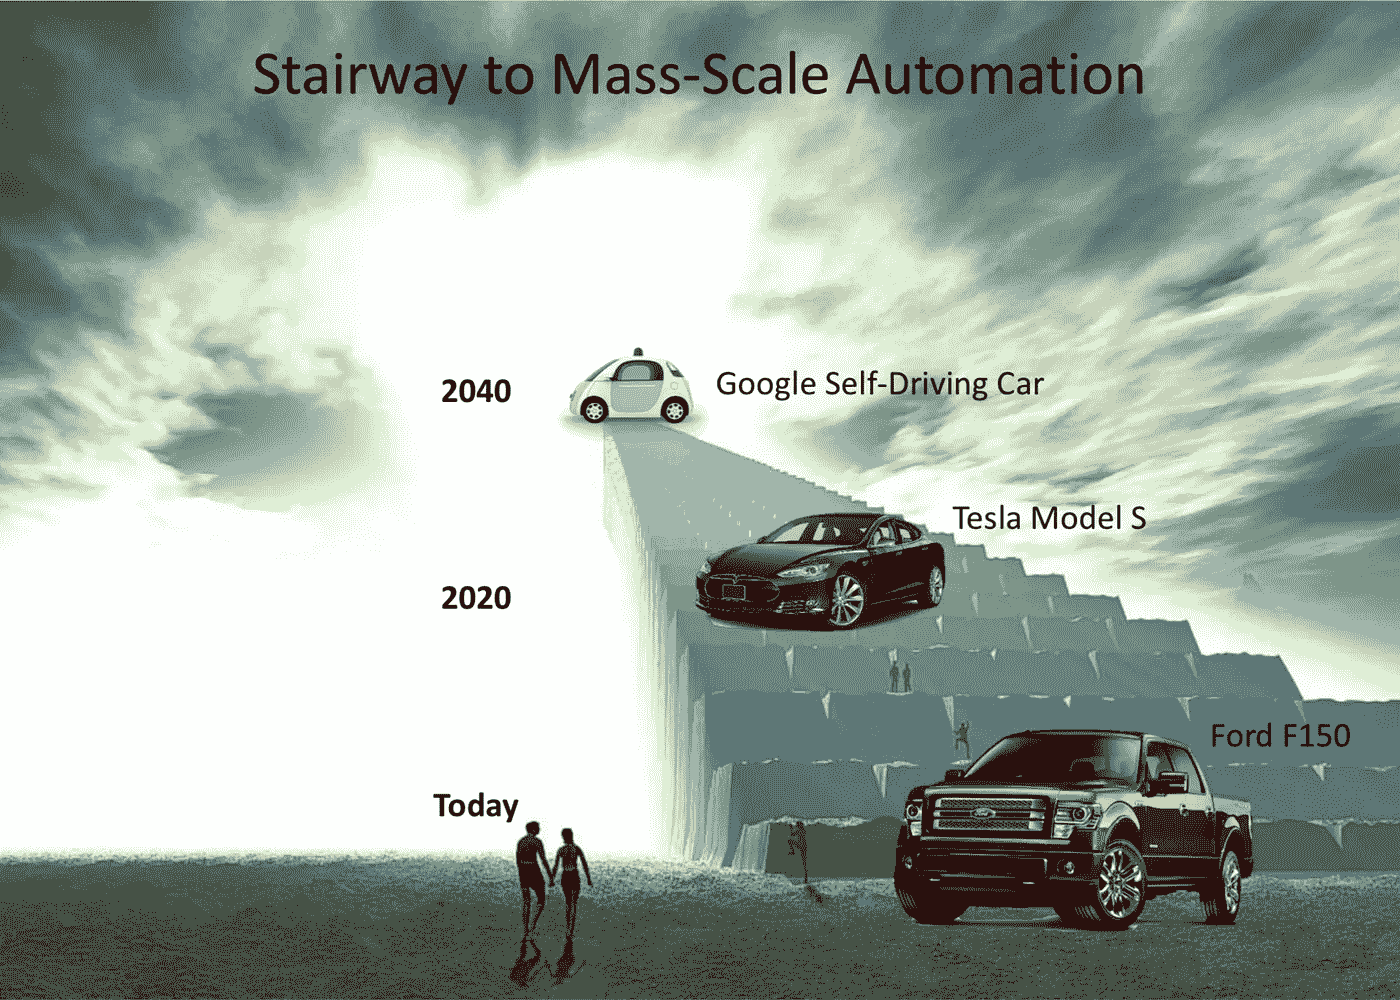 Stairway to Mass-Scale Automation
2040
Google Self-Driving Car
Tesla Model S
2020
Ford F150
Today